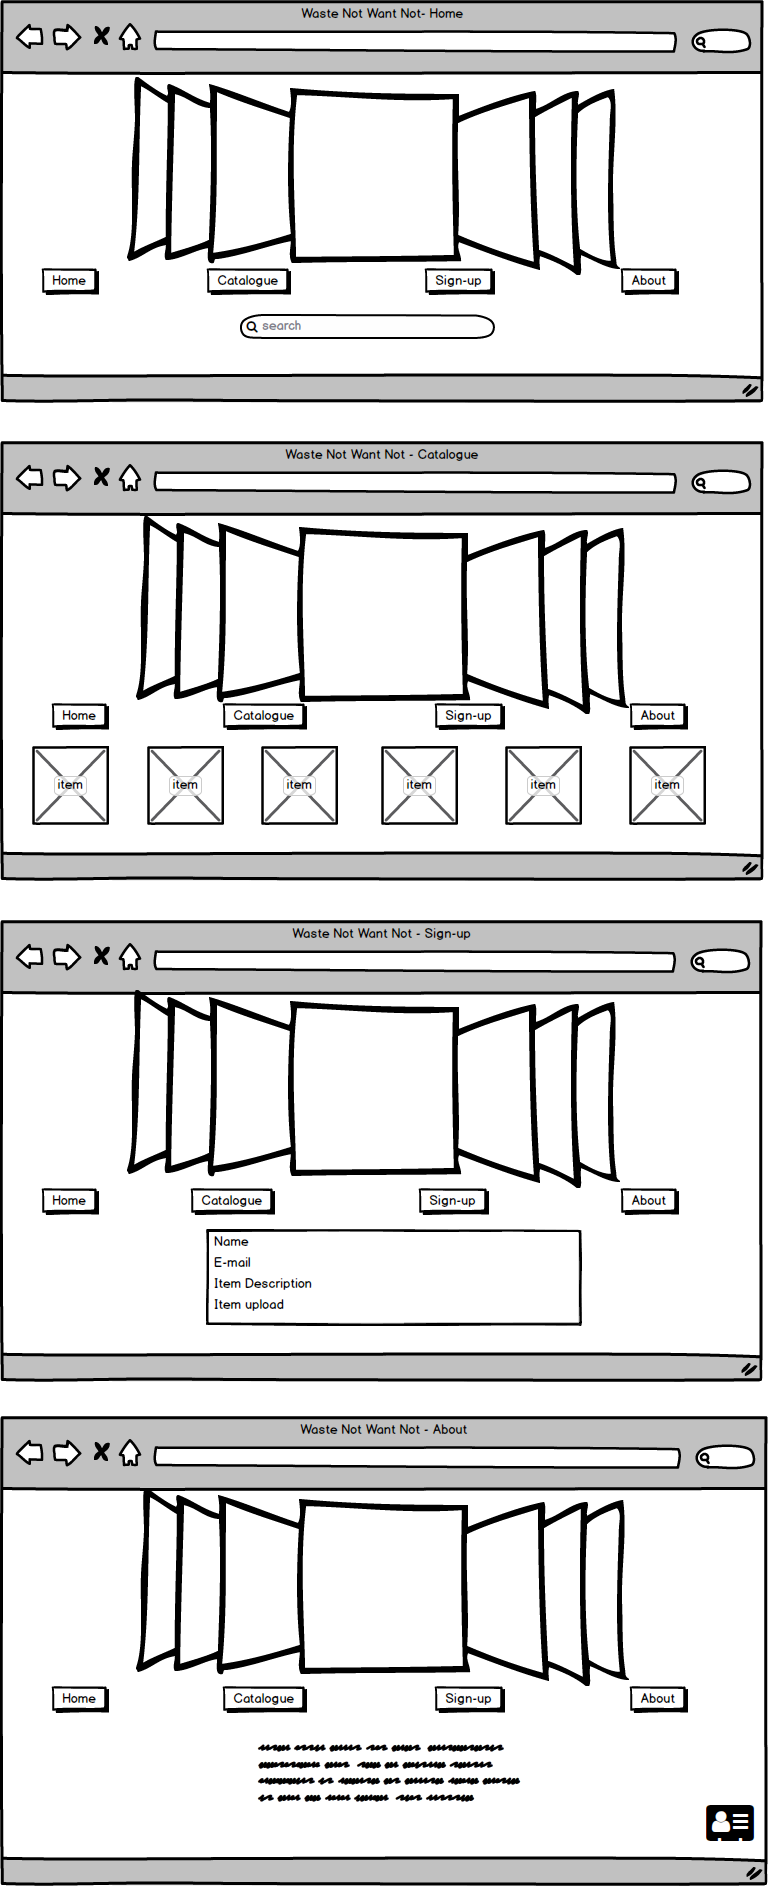 Waste Not Want Not- Home
Home Catalogue Sign-up About
search
Waste Not Want Not - Catalogue
Home Catalogue Sign-up About
item item item item item item
Waste Not Want Not - Sign-up
Home Catalogue Sign-up About
Name
E-mail
Item Description
Item upload
Waste Not Want Not - About
Home Catalogue Sign-up About